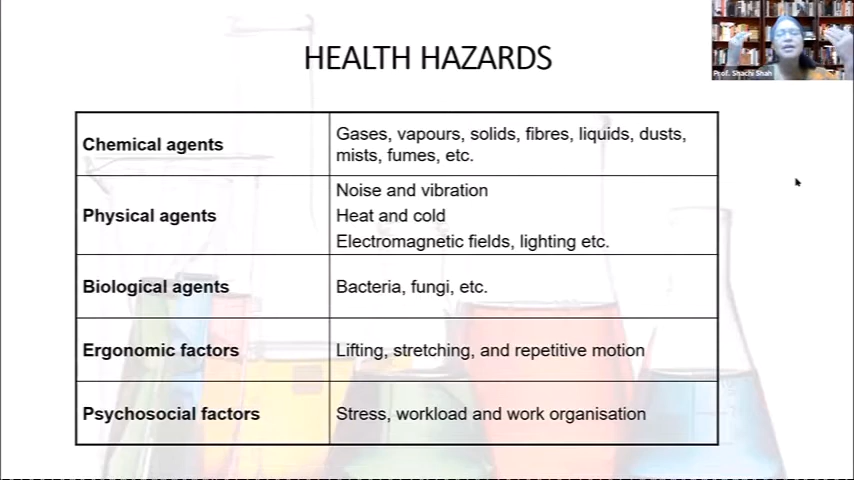 HEALTH HAZARDS
Prof. Shachi Shah
Chemical agents
Gases, vapours, solids, fibres, liquids, dusts,
mists, fumes, etc.
Physical agents
Noise and vibration
Heat and cold
Electromagnetic fields, lighting etc.
Biological agents
Bacteria, fungi, etc.
Ergonomic factors
Lifting, stretching, and repetitive motion
Psychosocial factors
Stress, workload and work organisation